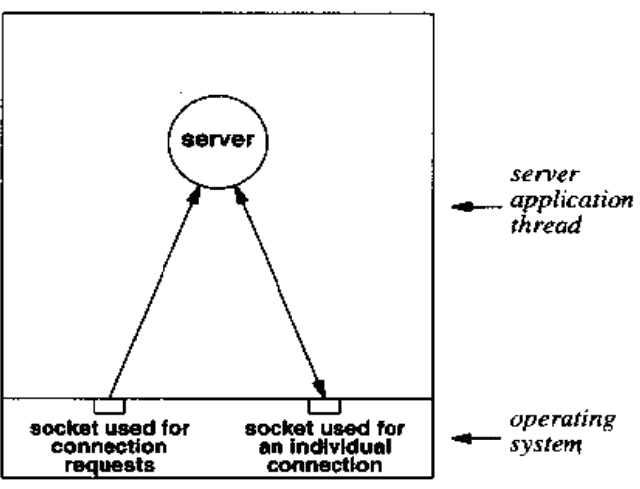 server
server
application
thread
socket used for
connection
requests
socket used for
an individual
connection
operating
system